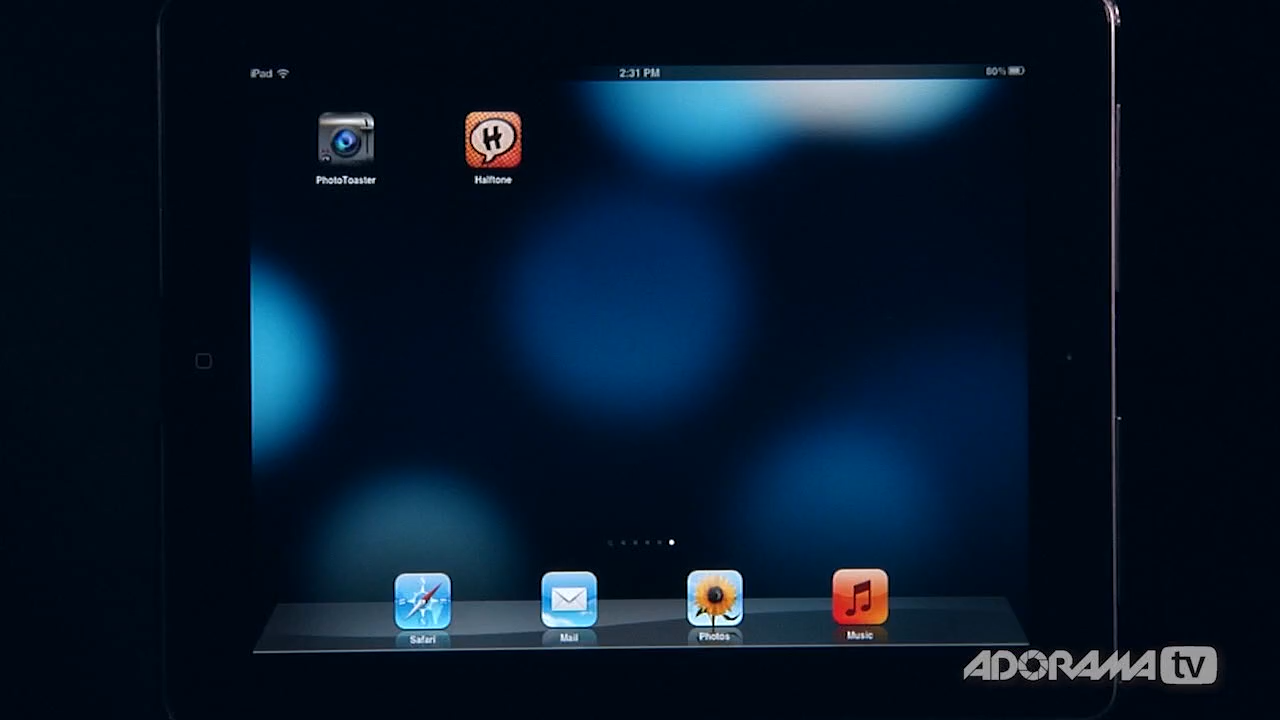 iPad
2:31 PM
80%
PhotoToaster
H
Halftone
Safari
Mail
Photos
Music
ADORAMA tv